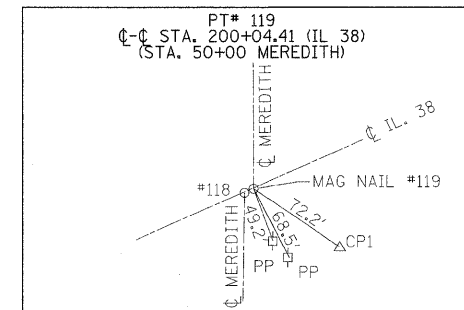 PT# 119
℄-℄ STA. 200+04.41 (IL 38)
(STA. 50+00 MEREDITH)
℄ MEREDITH
℄ IL. 38
#118
MAG NAIL #119
72.2'
68.5'
49.2'
CP1
PP
PP
℄ MEREDITH